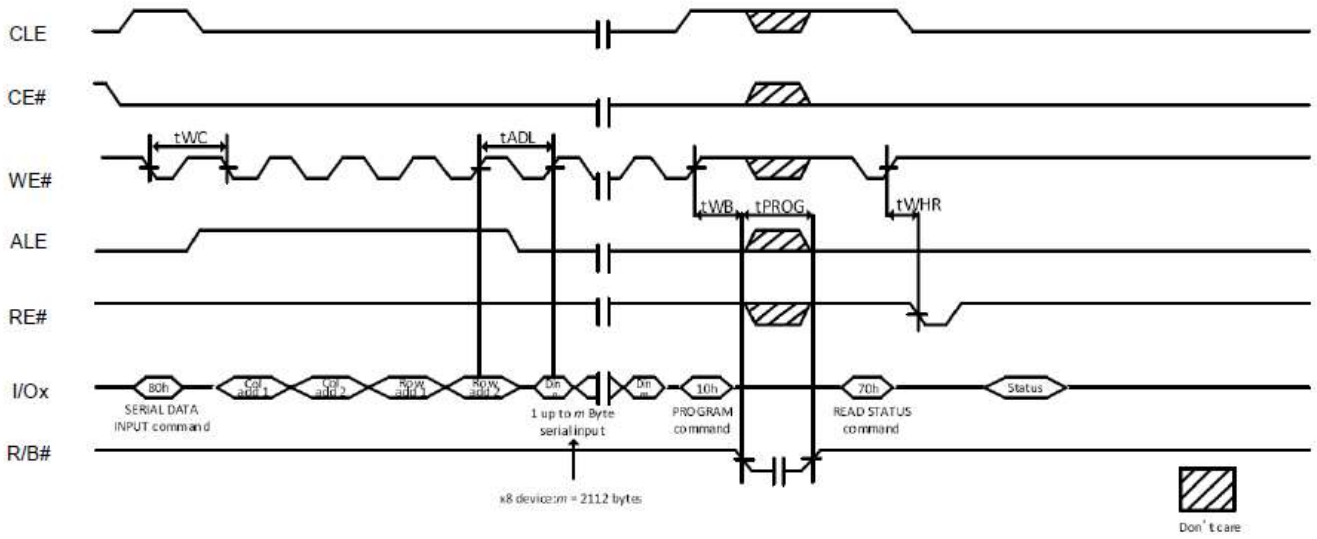 CLE
CE#
tWC
tADL
WE#
tWB
tPROG
tWHR
ALE
RE#
I/Ox
80h
Col
add 1
Col
add 2
Row
add 1
Row
add 2
Din
n
Din
m
10h
70h
Status
SERIAL DATA
INPUT command
1 up to m Byte
serial input
PROGRAM
command
READ STATUS
command
R/B#
x8 device:m = 2112 bytes
Don't care